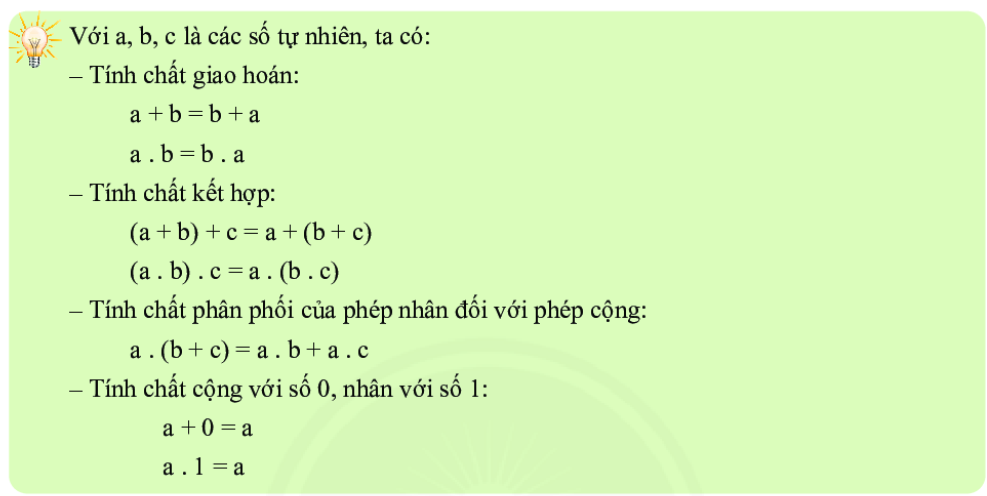 Với a, b, c là các số tự nhiên, ta có:
– Tính chất giao hoán:
a + b = b + a
a . b = b . a
– Tính chất kết hợp:
(a + b) + c = a + (b + c)
(a . b) . c = a . (b . c)
– Tính chất phân phối của phép nhân đối với phép cộng:
a . (b + c) = a . b + a . c
– Tính chất cộng với số 0, nhân với số 1:
a + 0 = a
a . 1 = a